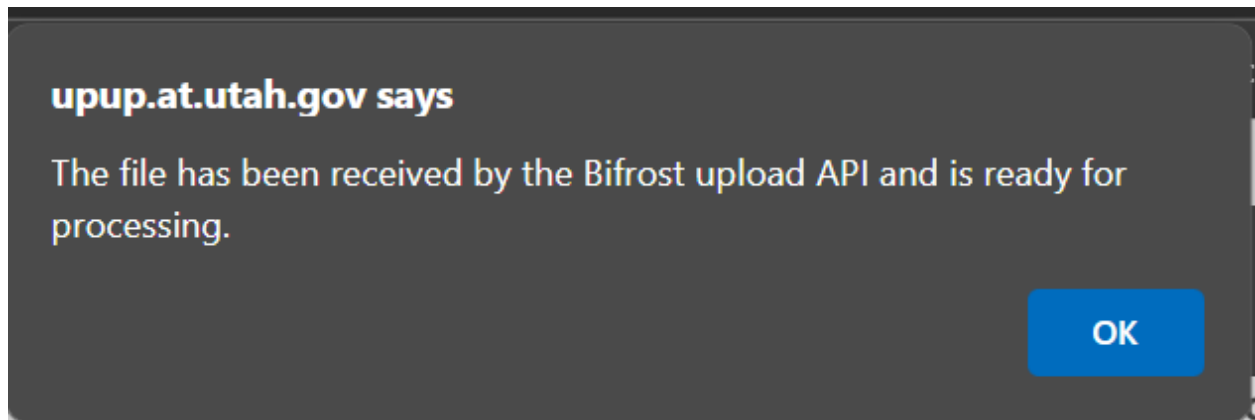 upup.at.utah.gov says
The file has been received by the Bifrost upload API and is ready for
processing.
OK